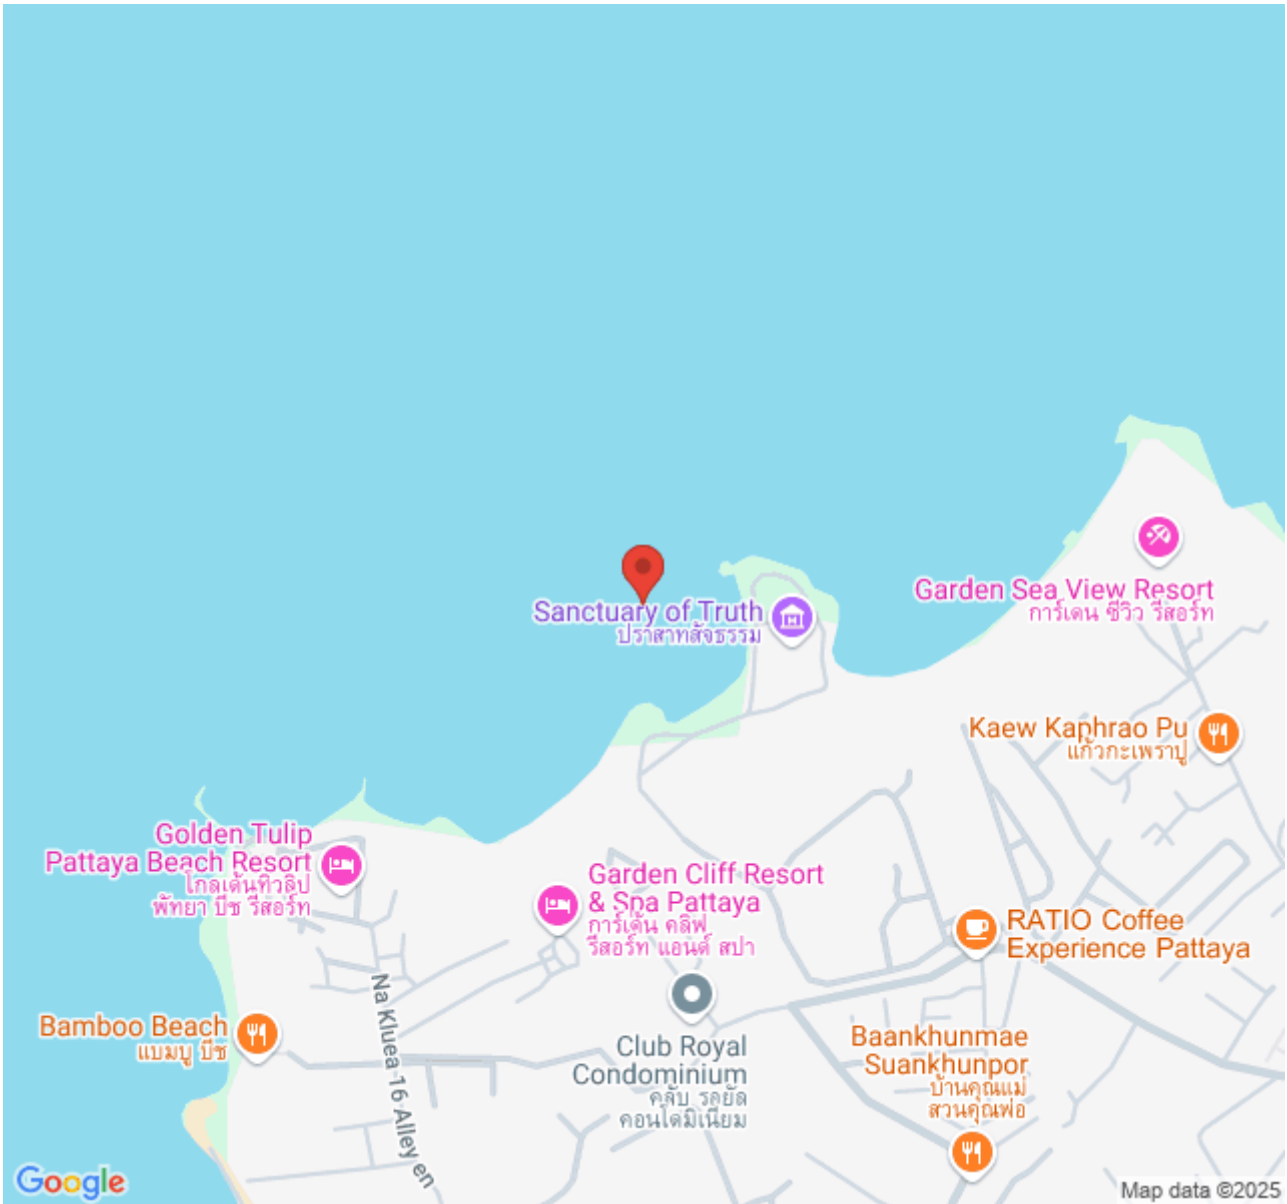 Sanctuary of Truth
ปราสาทสัจธรรม
Garden Sea View Resort
การ์เดน ซีวิว รีสอร์ท
Kaew Kaphrao Pu
แก้วกะเพราปู
Golden Tulip
Pattaya Beach Resort
โกลเด้นทิวลิป
พัทยา บีช รีสอร์ท
Garden Cliff Resort
& Spa Pattaya
การ์เด้น คลิฟ
รีสอร์ท แอนด์ สปา
RATIO Coffee
Experience Pattaya
Na Kluea 16 Alley en
Bamboo Beach
แบมบู บีช
Club Royal
Condominium
คลับ รอยัล
คอนโดมิเนียม
Baankhunmae
Suankhunpor
บ้านคุณแม่
สวนคุณพ่อ
Google
Map data ©2025